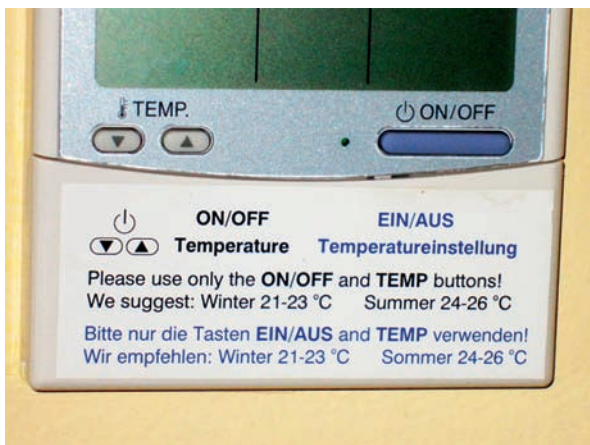 TEMP.
ON/OFF
ON/OFF EIN/AUS
Temperature Temperatureinstellung
Please use only the ON/OFF and TEMP buttons!
We suggest: Winter 21-23 °C Summer 24-26 °C
Bitte nur die Tasten EIN/AUS and TEMP verwenden!
Wir empfehlen: Winter 21-23 °C Sommer 24-26 °C